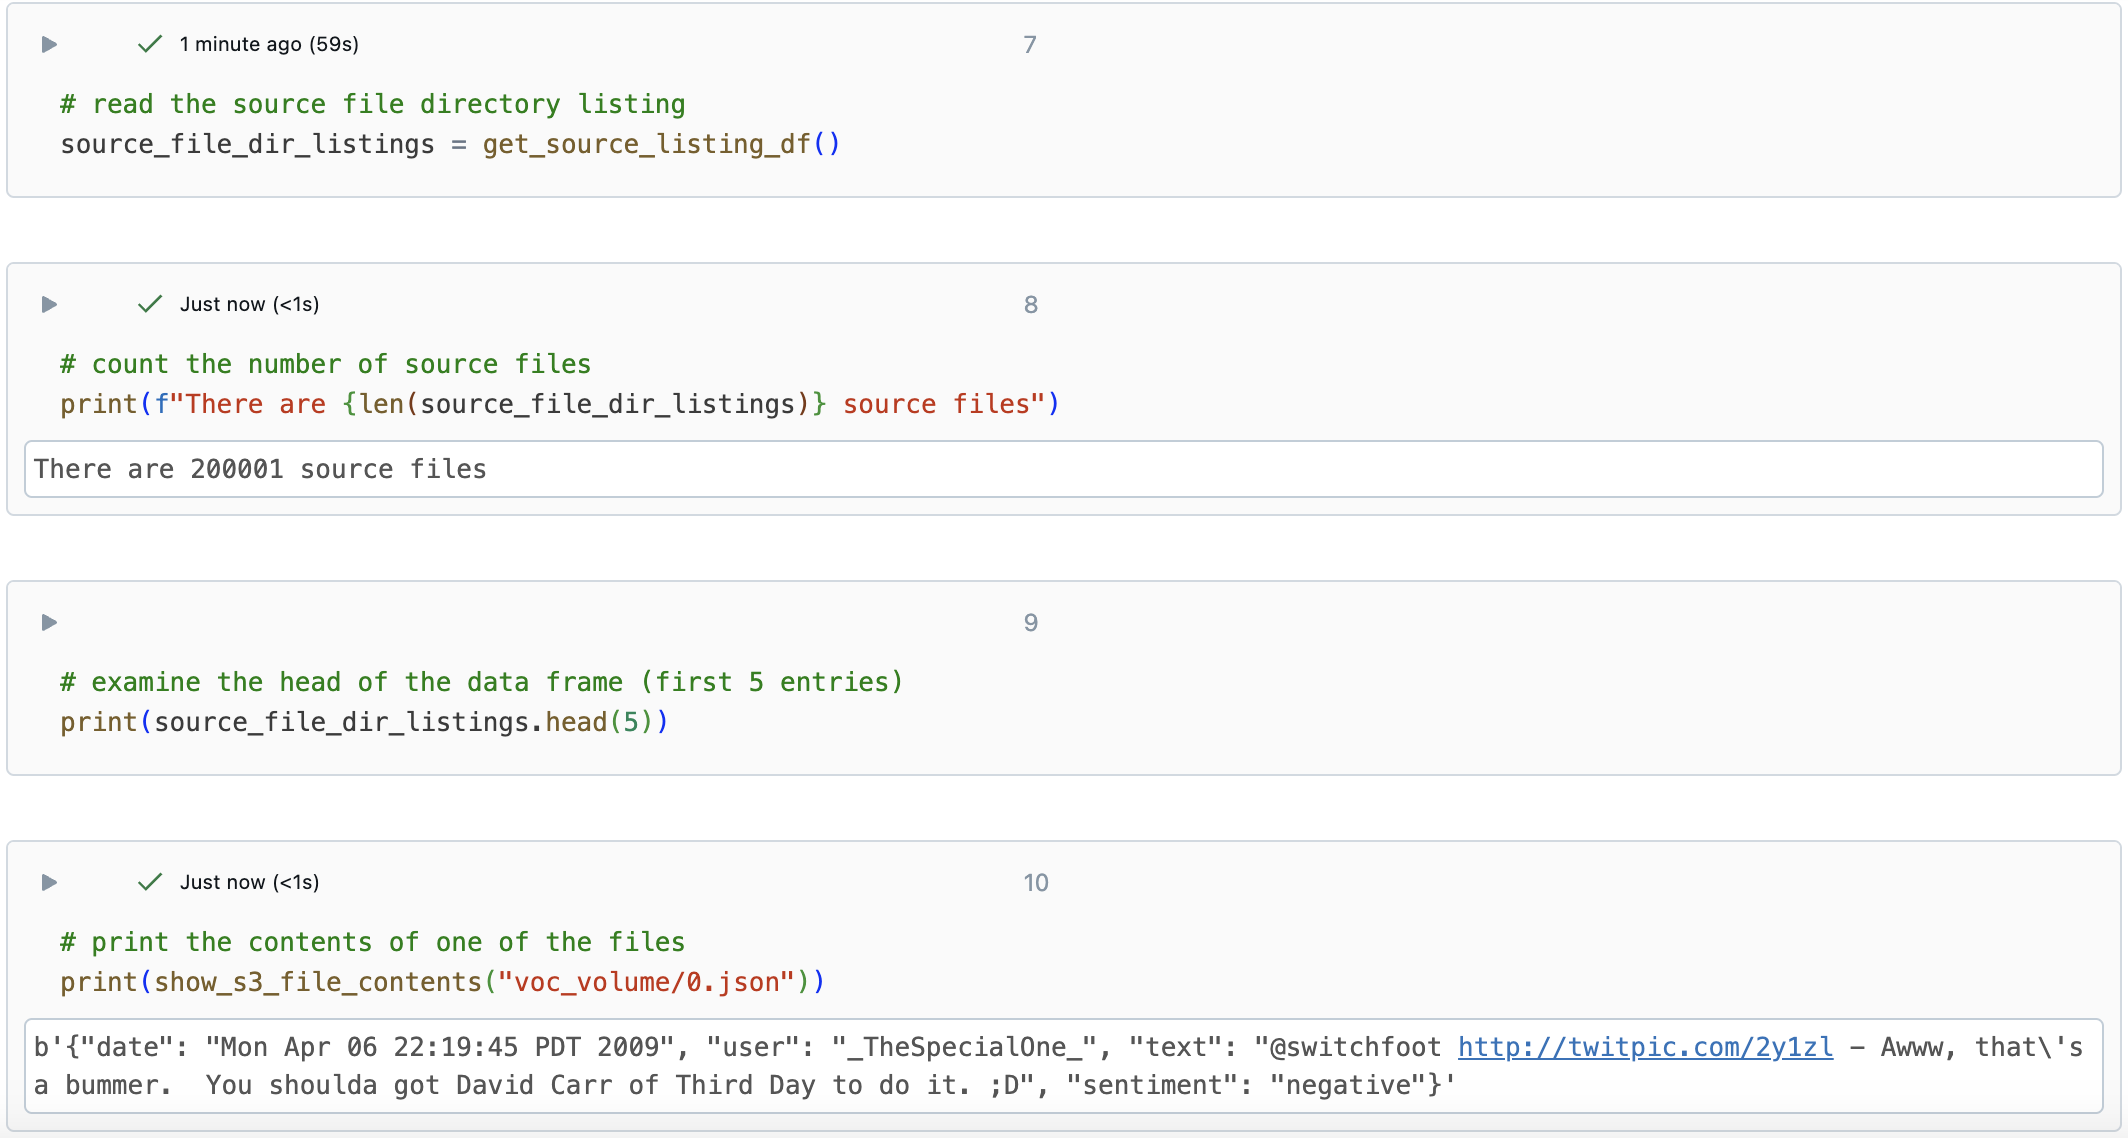 1 minute ago (59s)
7
# read the source file directory listing
source_file_dir_listings = get_source_listing_df()
Just now (<1s)
8
# count the number of source files
print(f"There are {len(source_file_dir_listings)} source files")
There are 200001 source files
9
# examine the head of the data frame (first 5 entries)
print(source_file_dir_listings.head(5))
Just now (<1s)
10
# print the contents of one of the files
print(show_s3_file_contents("voc_volume/0.json"))
b'{"date": "Mon Apr 06 22:19:45 PDT 2009", "user": "_TheSpecialOne_", "text": "@switchfoot http://twitpic.com/2y1zl - Awww, that\'s
a bummer.  You shoulda got David Carr of Third Day to do it. ;D", "sentiment": "negative"}'